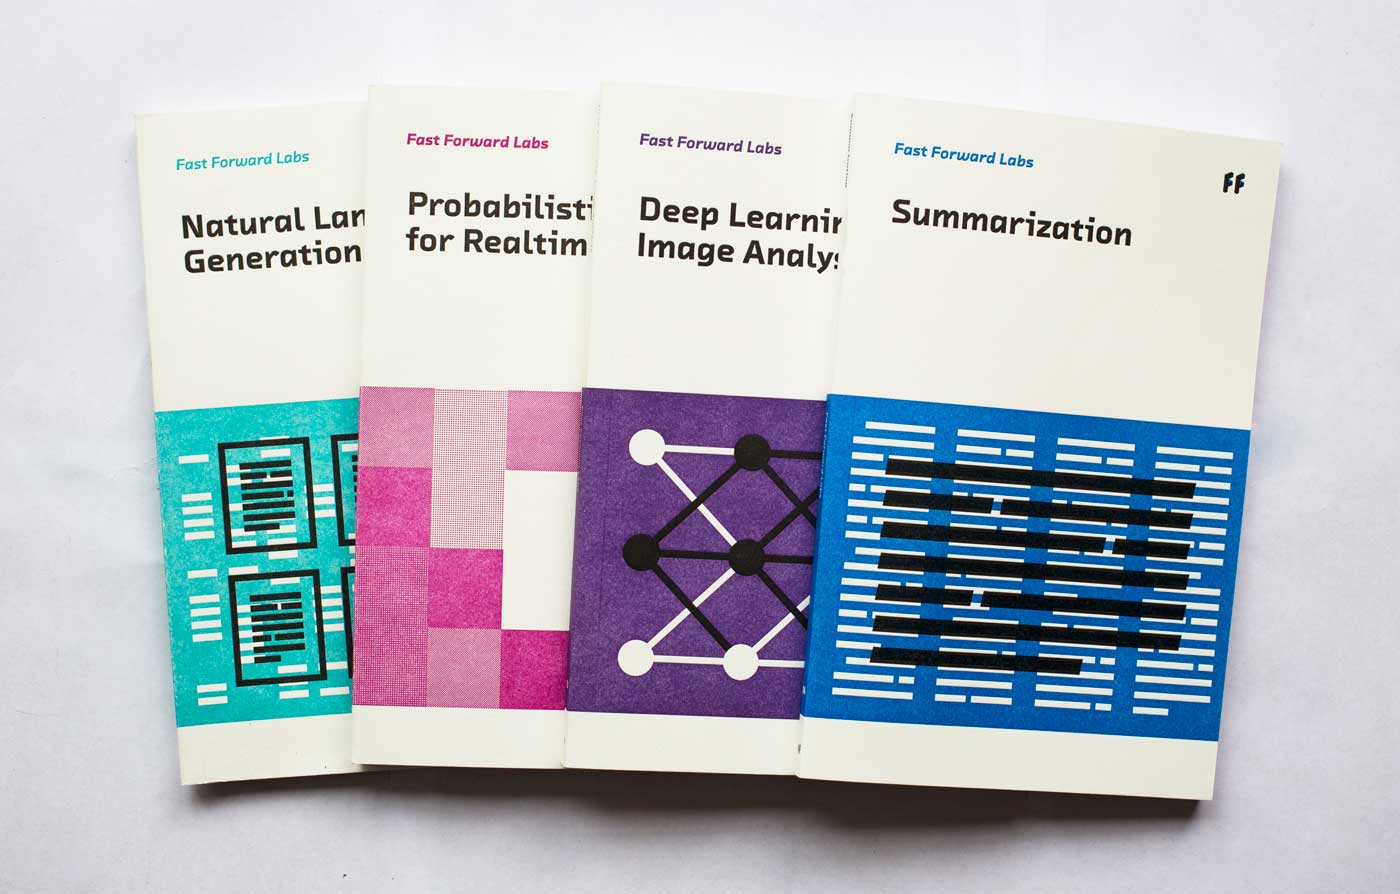 Fast Forward Labs
Natural Lan
Generation
Fast Forward Labs
Probabilisti
for Realtim
Fast Forward Labs
Deep Learnin
Image Analys
Fast Forward Labs
FF
Summarization